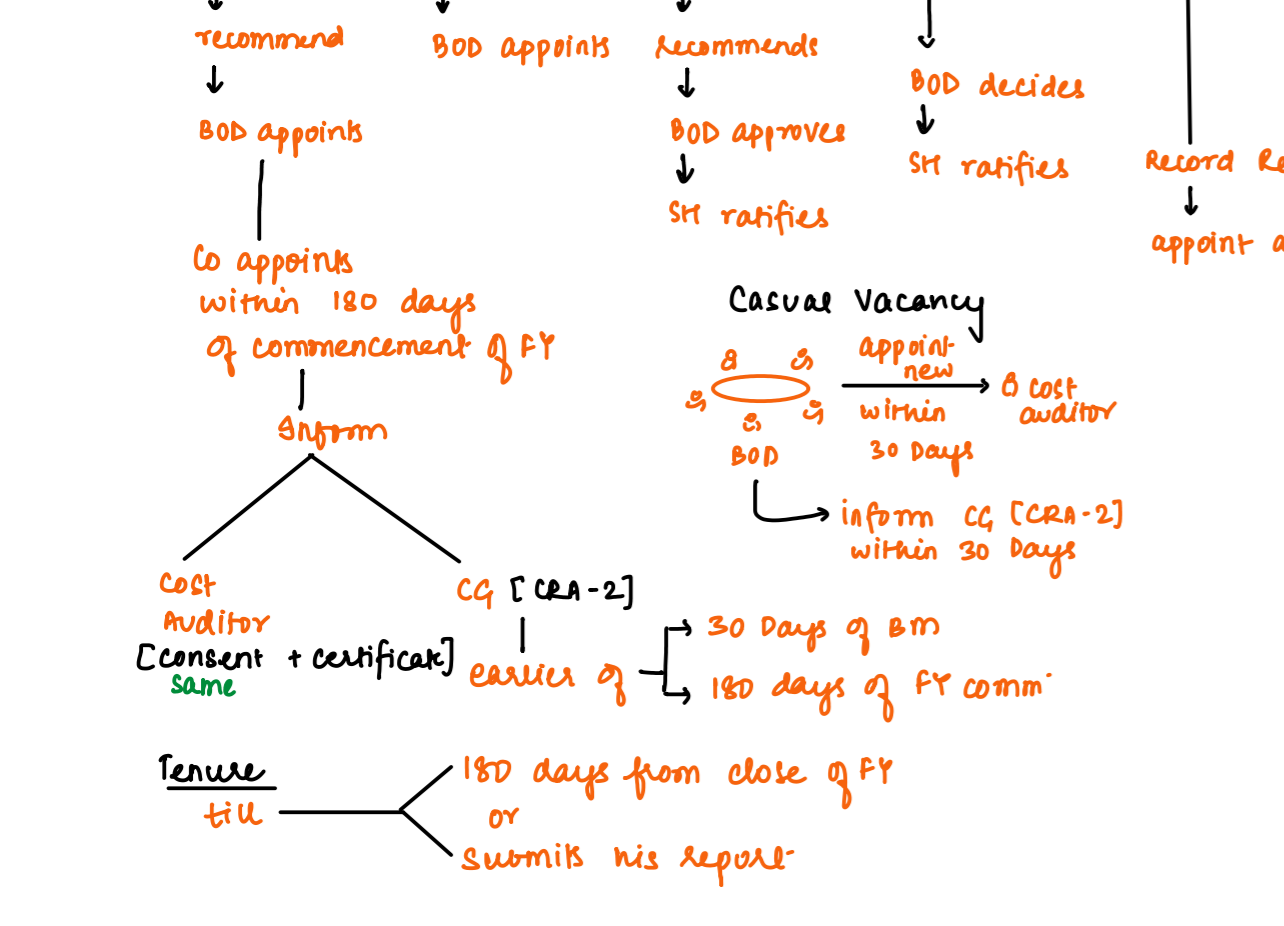 recommend
BOD appoints
recommends
BOD decides
BOD appoints
BOD approves
SH ratifies
Record
SH ratifies
appoint
Co appoints
within 180 days
of commencement of FY
Inform
Casual Vacancy
appoint
new
cost
auditor
within
30 Days
BOD
inform CG [CRA-2]
within 30 Days
Cost
Auditor
[consent + certificate]
same
CG [CRA-2]
earlier of
30 Days of BM
180 days of FY comm.
Tenure
till
180 days from close of FY
or
submits his report